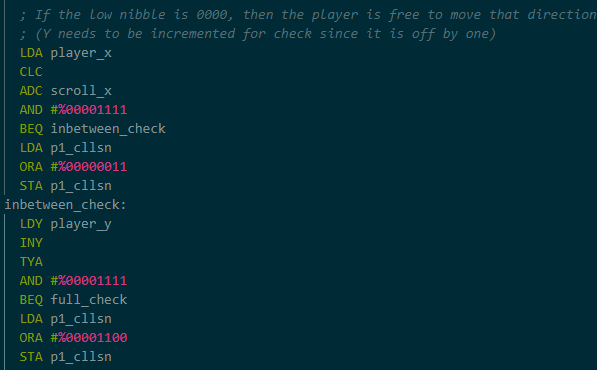 ; If the low nibble is 0000, then the player is free to move that direction
; (Y needs to be incremented for check since it is off by one)
LDA player_x
CLC
ADC scroll_x
AND #%00001111
BEQ inbetween_check
LDA p1_cllsn
ORA #%00000011
STA p1_cllsn
inbetween_check:
LDY player_y
INY
TYA
AND #%00001111
BEQ full_check
LDA p1_cllsn
ORA #%00001100
STA p1_cllsn